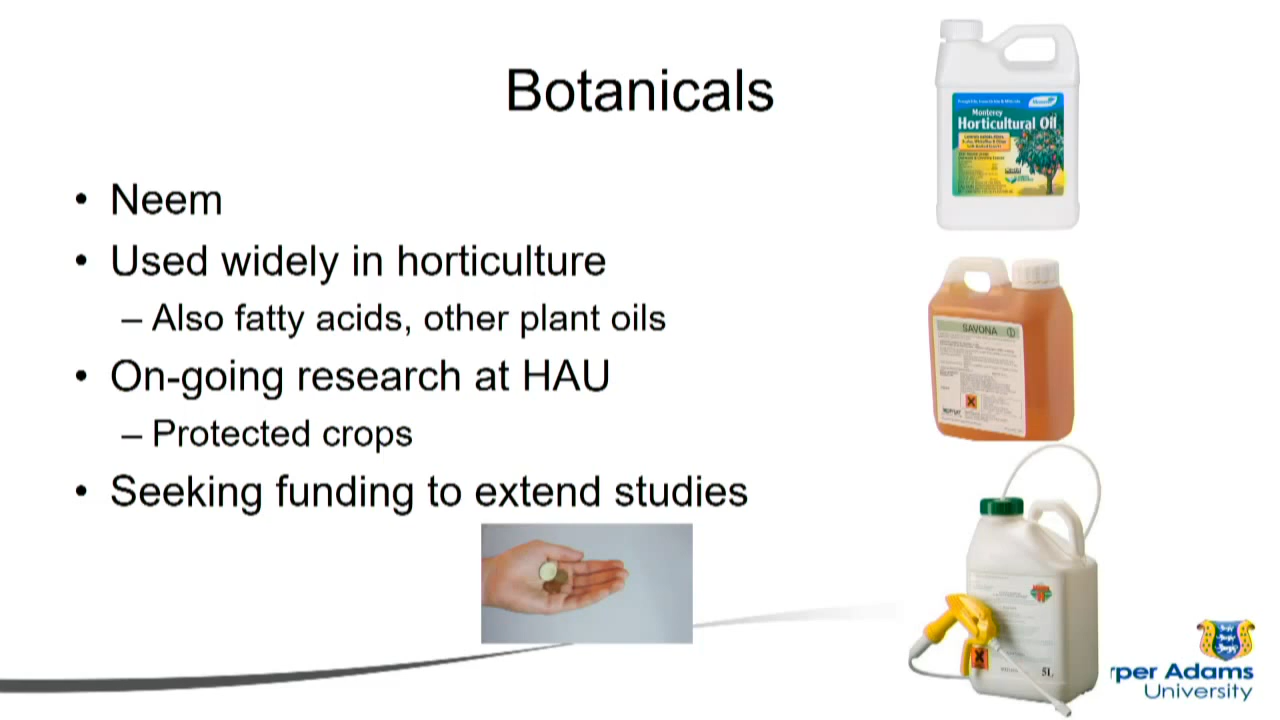 Botanicals
• Neem
• Used widely in horticulture
– Also fatty acids, other plant oils
• On-going research at HAU
– Protected crops
• Seeking funding to extend studies
Monterey
Horticultural Oil
SAVONA
5L
rper Adams
University